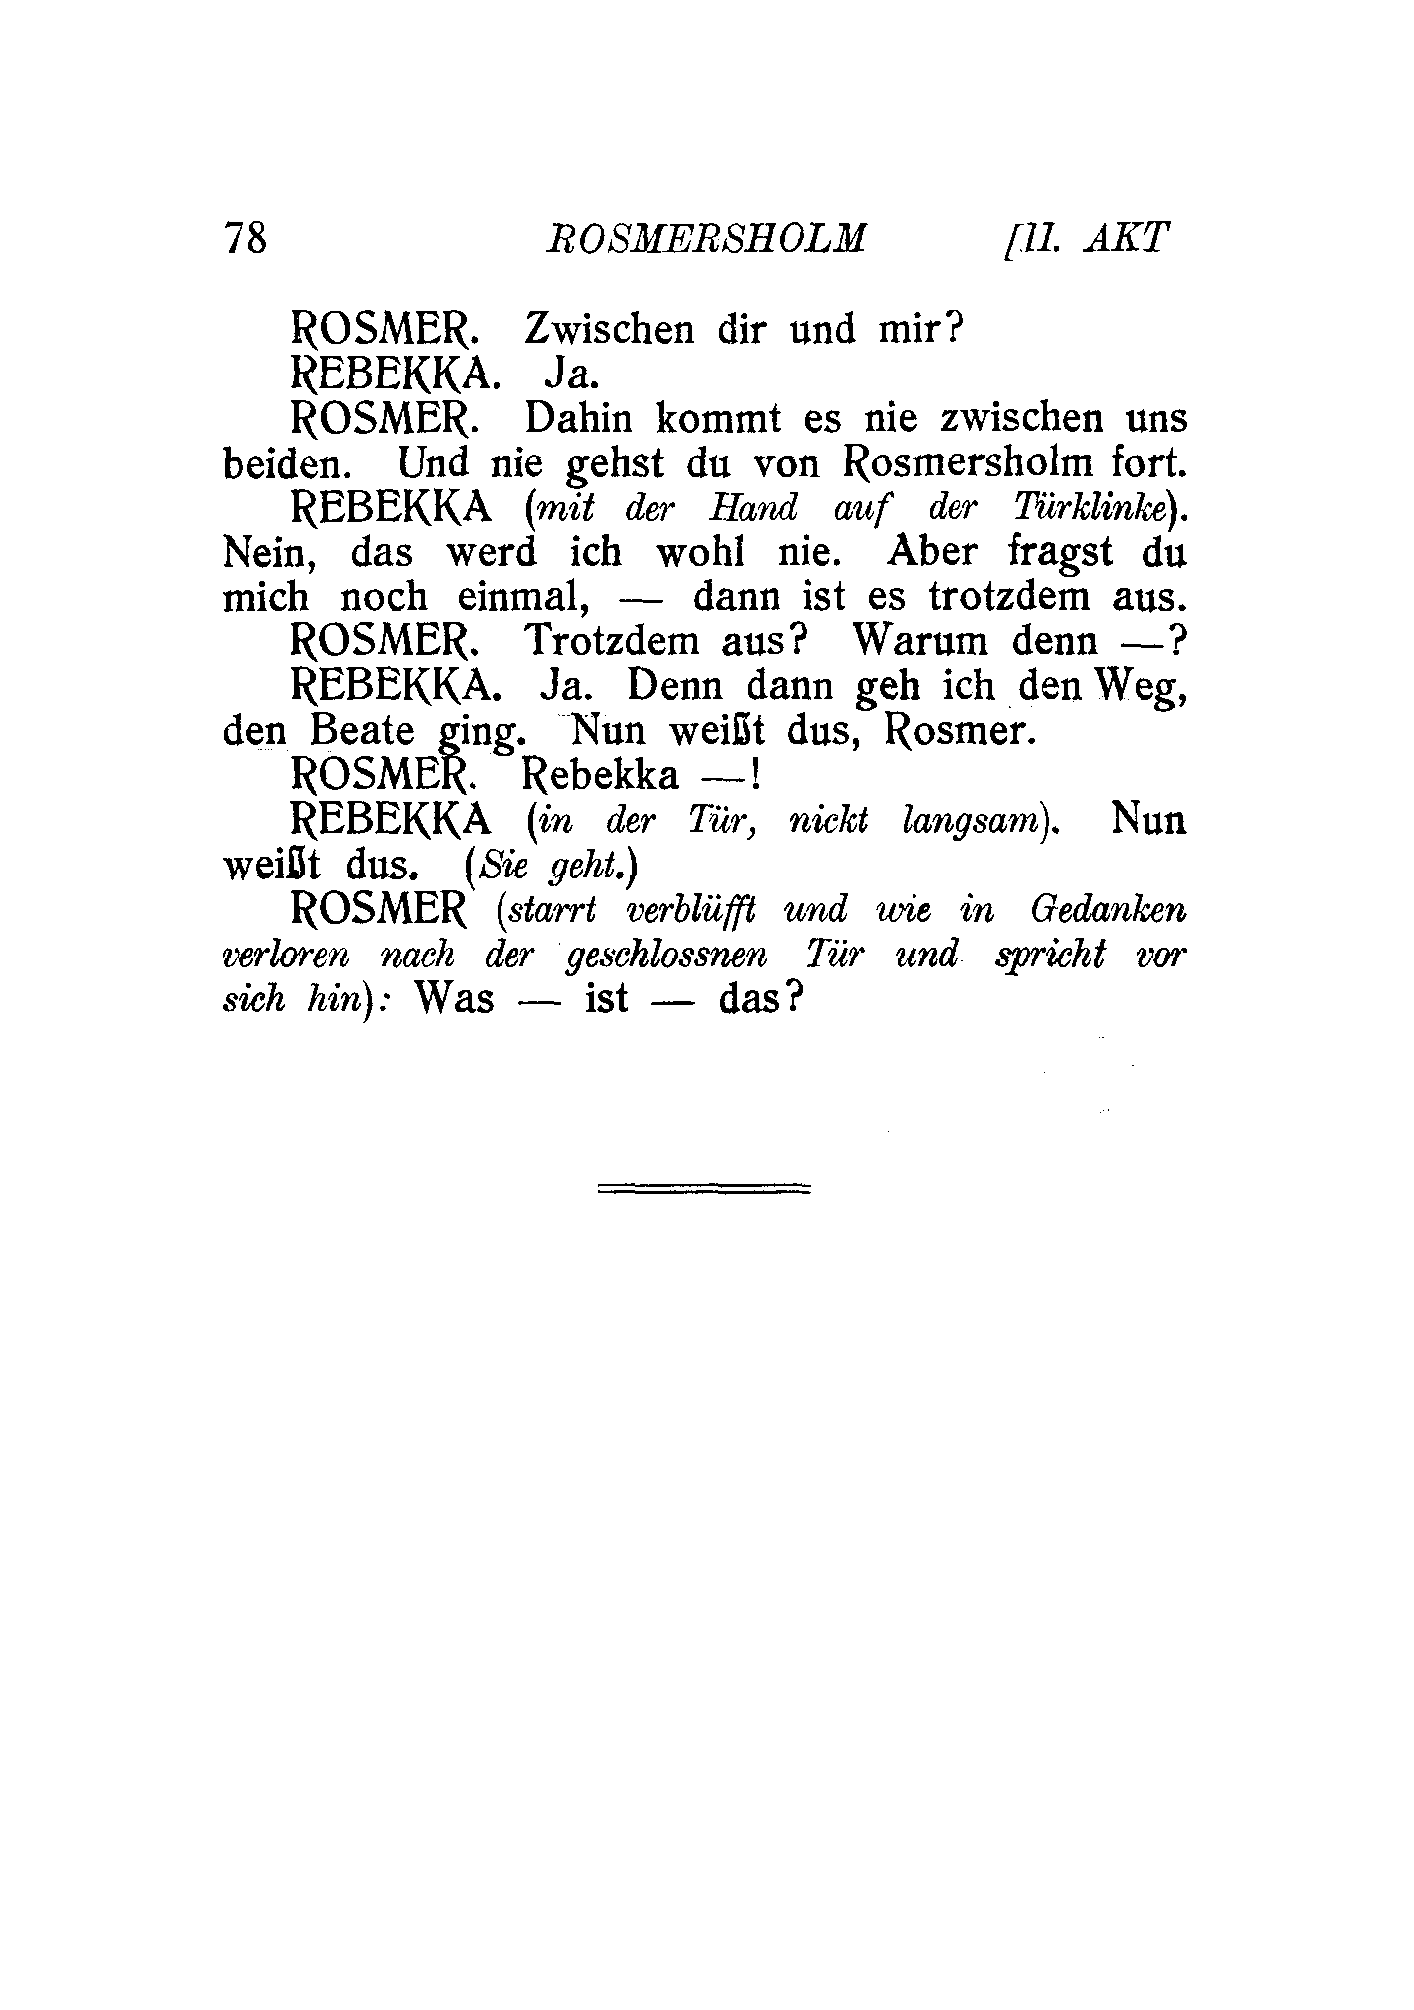 78 ROSMERSHOLM [II. AKT
ROSMER. Zwischen dir und mir?
REBEKKA. Ja.
ROSMER. Dahin kommt es nie zwischen uns
beiden. Und nie gehst du von Rosmersholm fort.
REBEKKA (mit der Hand auf der Türklinke).
Nein, das werd ich wohl nie. Aber fragst du
mich noch einmal, — dann ist es trotzdem aus.
ROSMER. Trotzdem aus? Warum denn —?
REBEKKA. Ja. Denn dann geh ich den Weg,
den Beate ging. Nun weißt dus, Rosmer.
ROSMER. Rebekka —!
REBEKKA (in der Tür, nickt langsam). Nun
weißt dus. (Sie geht.)
ROSMER (starrt verblüfft und wie in Gedanken
verloren nach der geschlossnen Tür und spricht vor
sich hin): Was — ist — das?